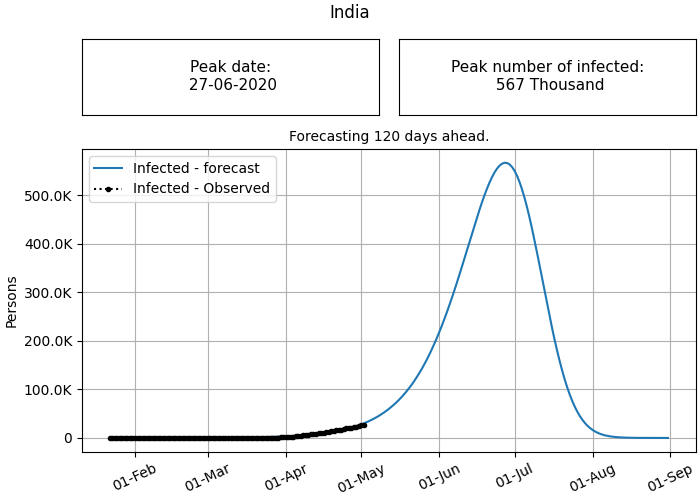 India
Peak date:
27-06-2020
Peak number of infected:
567 Thousand
Forecasting 120 days ahead.
Infected - forecast
Infected - Observed
Persons
500.0K
400.0K
300.0K
200.0K
100.0K
0
01-Feb
01-Mar
01-Apr
01-May
01-Jun
01-Jul
01-Aug
01-Sep